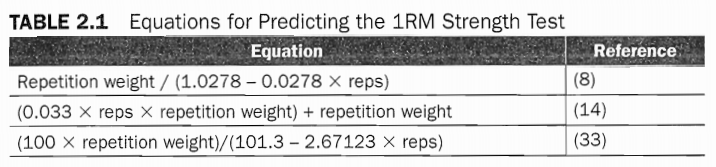 TABLE 2.1 Equations for Predicting the 1RM Strength Test
Equation Reference
Repetition weight / (1.0278 – 0.0278 × reps) (8)
(0.033 × reps × repetition weight) + repetition weight (14)
(100 × repetition weight)/(101.3 – 2.67123 × reps) (33)